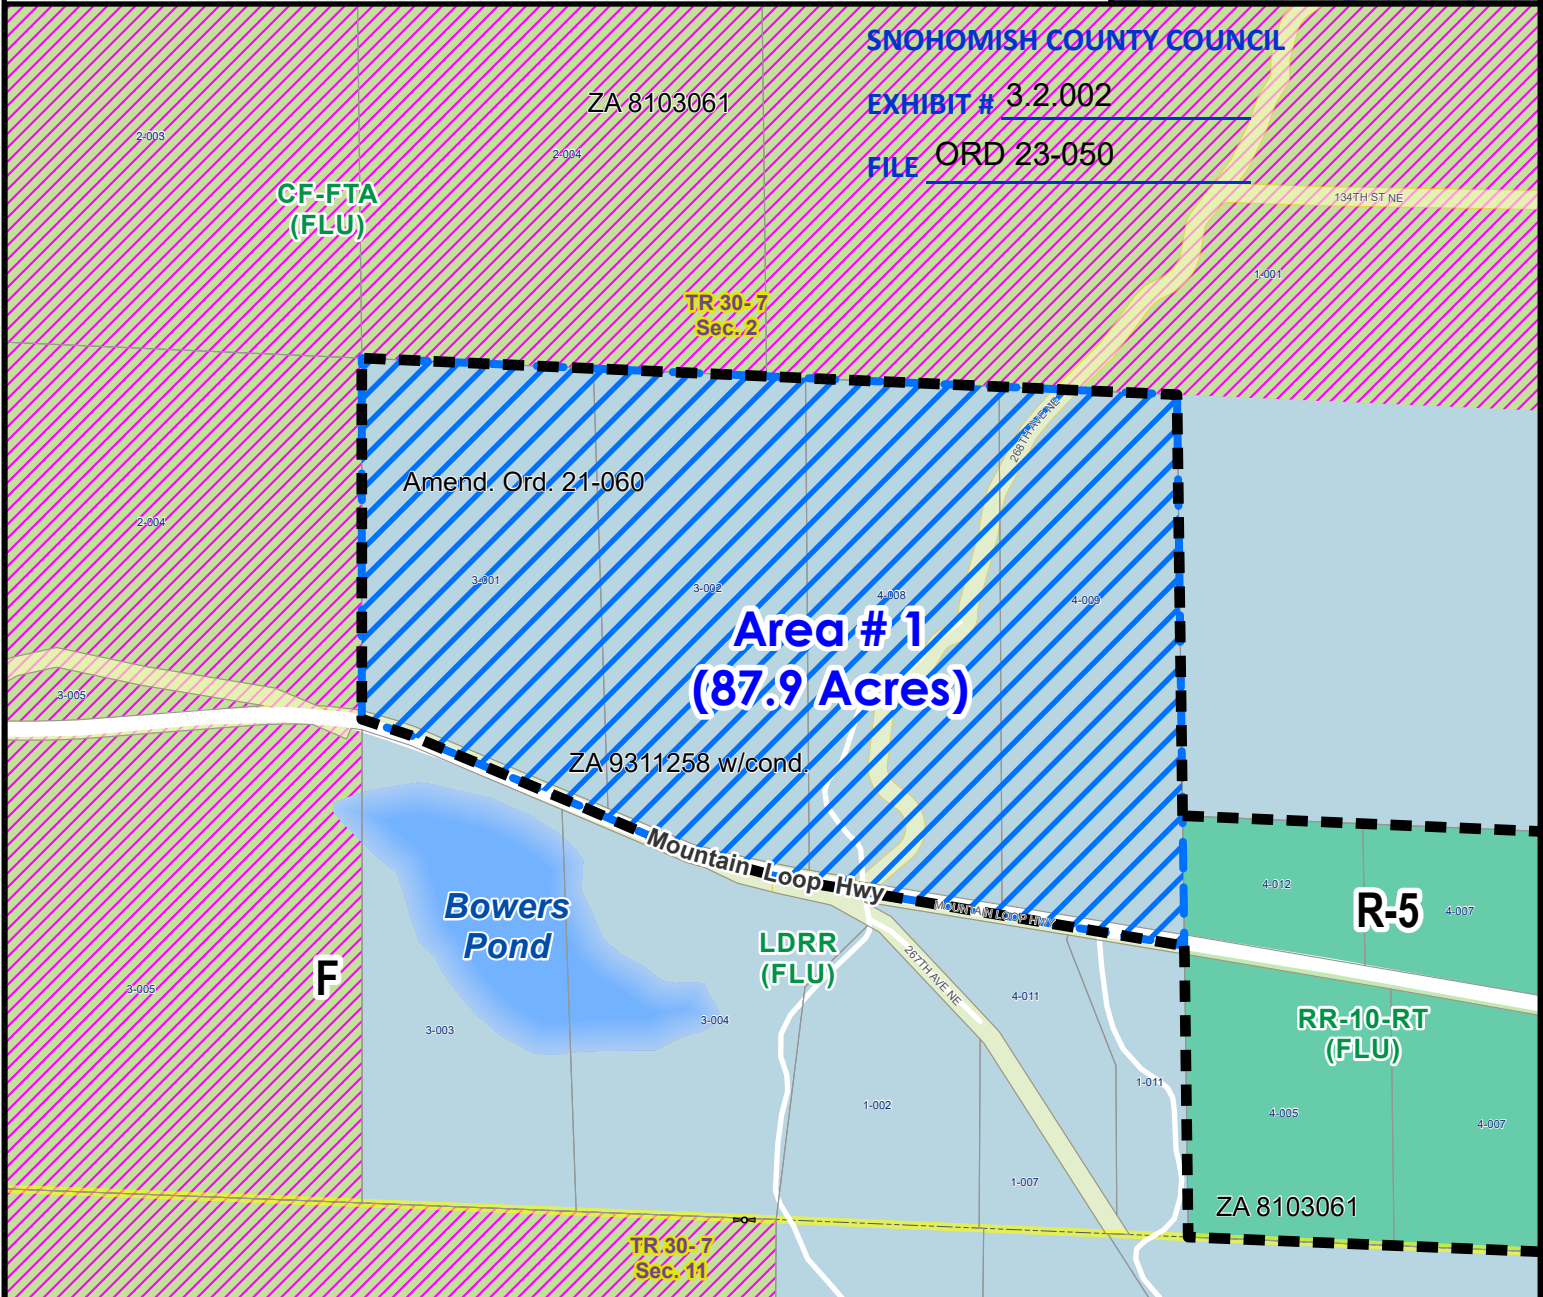 SNOHOMISH COUNTY COUNCIL
EXHIBIT # 3.2.002
FILE ORD 23-050
ZA 8103061
2-003
2-004
CF-FTA
(FLU)
134TH ST NE
1-001
TR 30- 7
Sec. 2
268TH AVE NE
Amend. Ord. 21-060
2-004
3-001
3-002
4-008
4-009
Area # 1
(87.9 Acres)
3-005
ZA 9311258 w/cond.
Mountain Loop Hwy
MOUNTAIN LOOP HWY
4-012
4-007
R-5
Bowers
Pond
LDRR
(FLU)
267TH AVE NE
F
3-005
3-003
3-004
4-011
RR-10-RT
(FLU)
1-011
1-002
4-005
4-007
1-007
ZA 8103061
TR 30- 7
Sec. 11